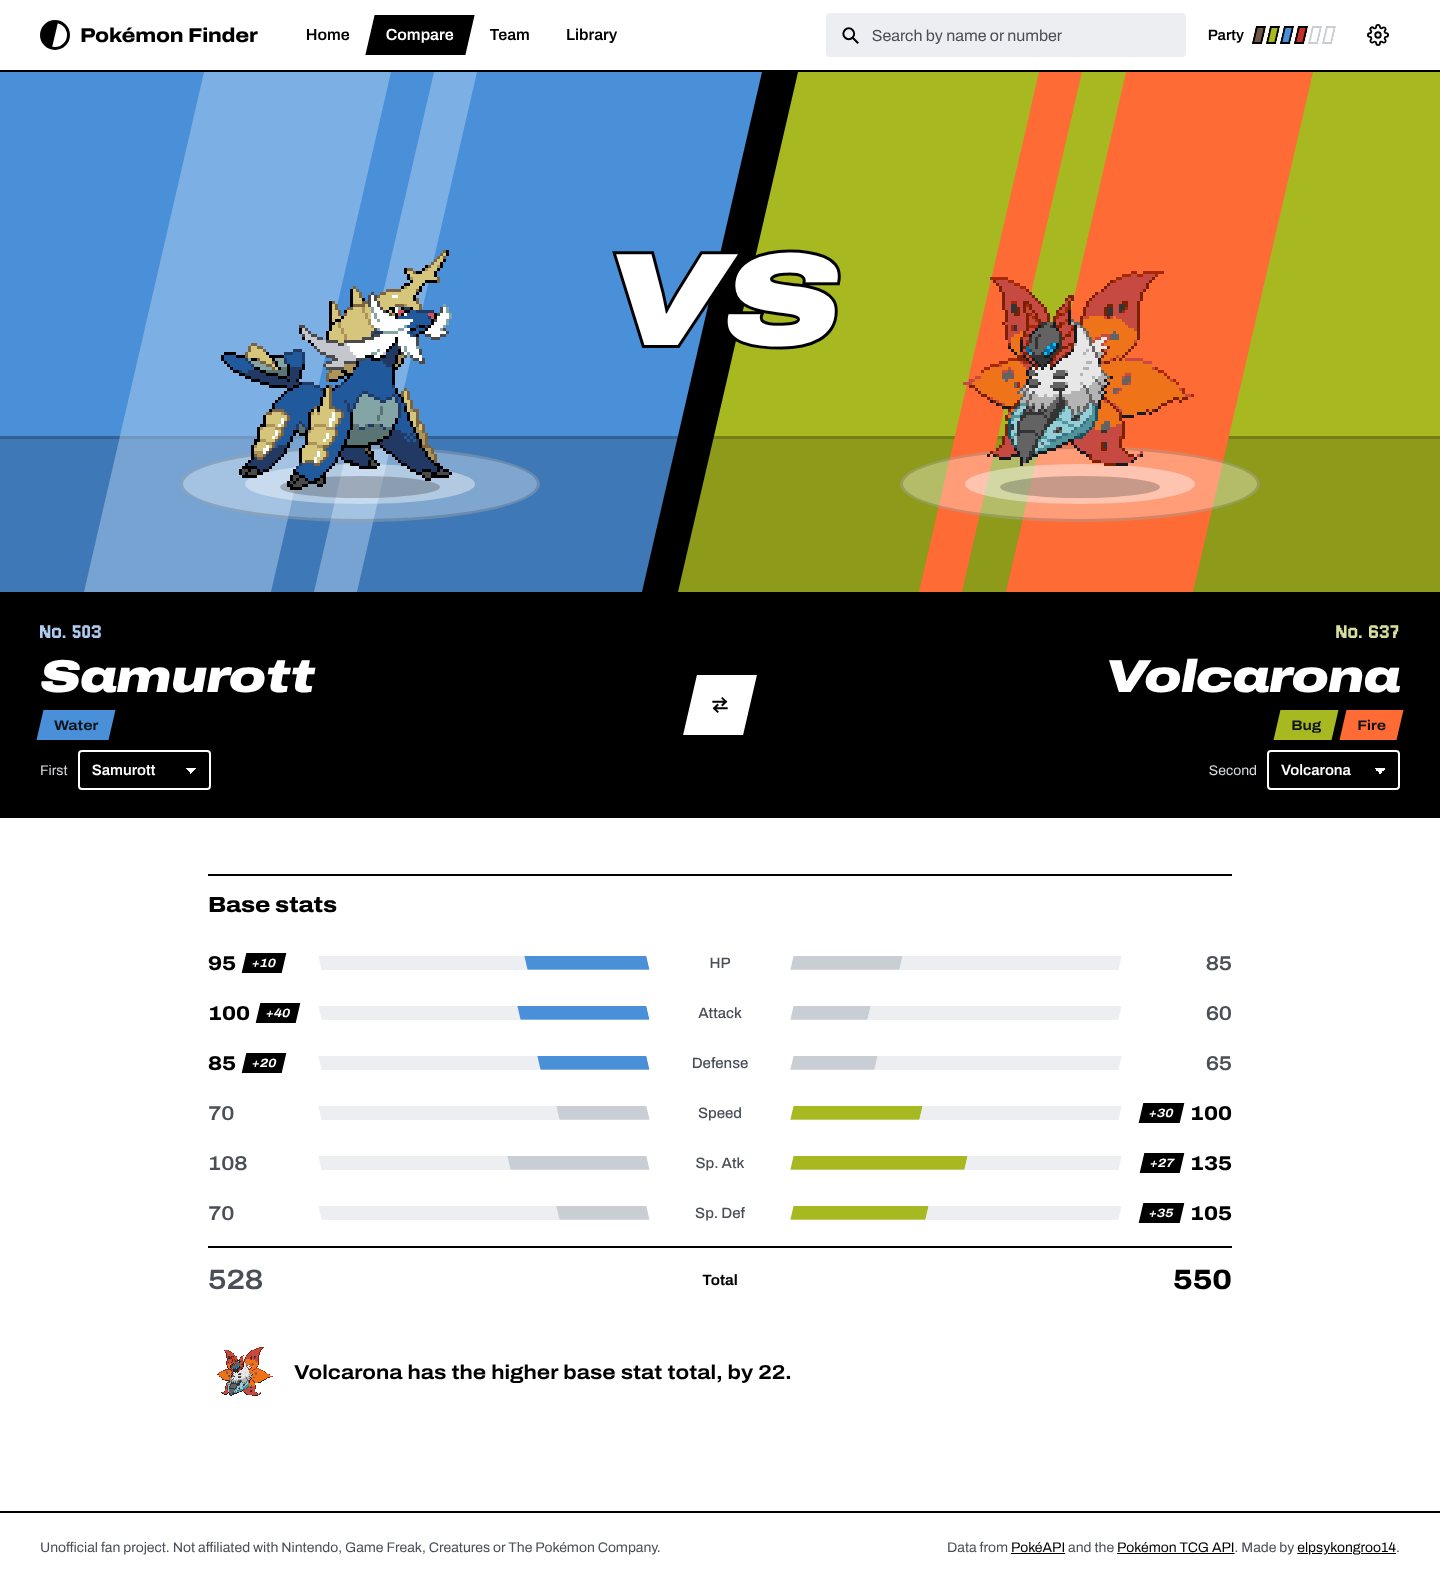 Pokémon Finder Home Compare Team Library Search by name or number Party
VS
No. 503 No. 637
Samurott Volcarona
Water Bug Fire
First Samurott Second Volcarona
Base stats
95 +10 HP 85
100 +40 Attack 60
85 +20 Defense 65
70 Speed +30 100
108 Sp. Atk +27 135
70 Sp. Def +35 105
528 Total 550
Volcarona has the higher base stat total, by 22.
Unofficial fan project. Not affiliated with Nintendo, Game Freak, Creatures or The Pokémon Company. Data from PokéAPI and the Pokémon TCG API. Made by elpsykongroo14.